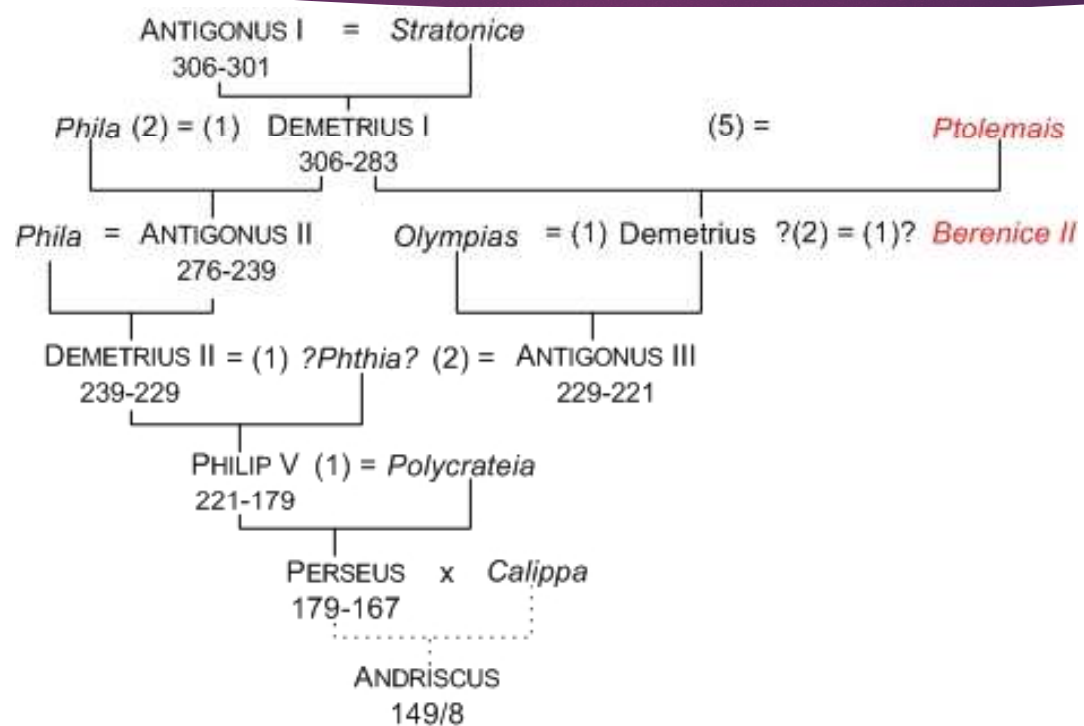 ANTIGONUS I = Stratonice
306-301
Phila (2) = (1) DEMETRIUS I (5) = Ptolemais
306-283
Phila = ANTIGONUS II Olympias = (1) Demetrius ?(2) = (1)? Berenice II
276-239
DEMETRIUS II = (1) ?Phthia? (2) = ANTIGONUS III
239-229 229-221
PHILIP V (1) = Polycrateia
221-179
PERSEUS x Calippa
179-167
ANDRISCUS
149/8